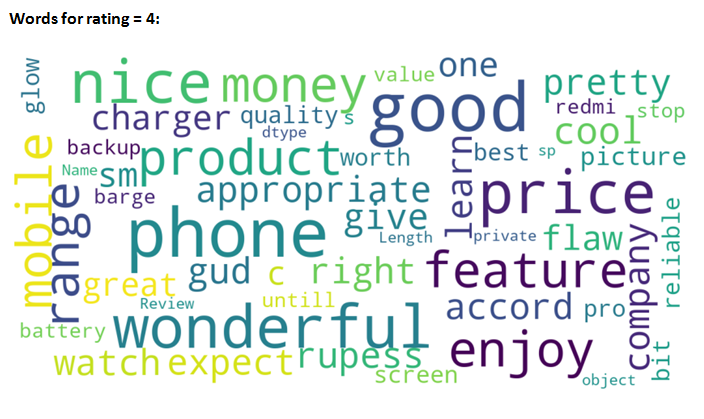 Words for rating = 4:
glow
nice
money
value
one
good
pretty
redmi
stop
charger
quality
s
dtype
cool
backup
Name
sm
product
worth
learn
best
sp
picture
mobile
range
barge
appropriate
price
phone
give
Length
private
flaw
reliable
great
gud
c
right
feature
company
Review
untill
accord
pro
battery
wonderful
enjoy
watch
expect
rupess
screen
object
bit